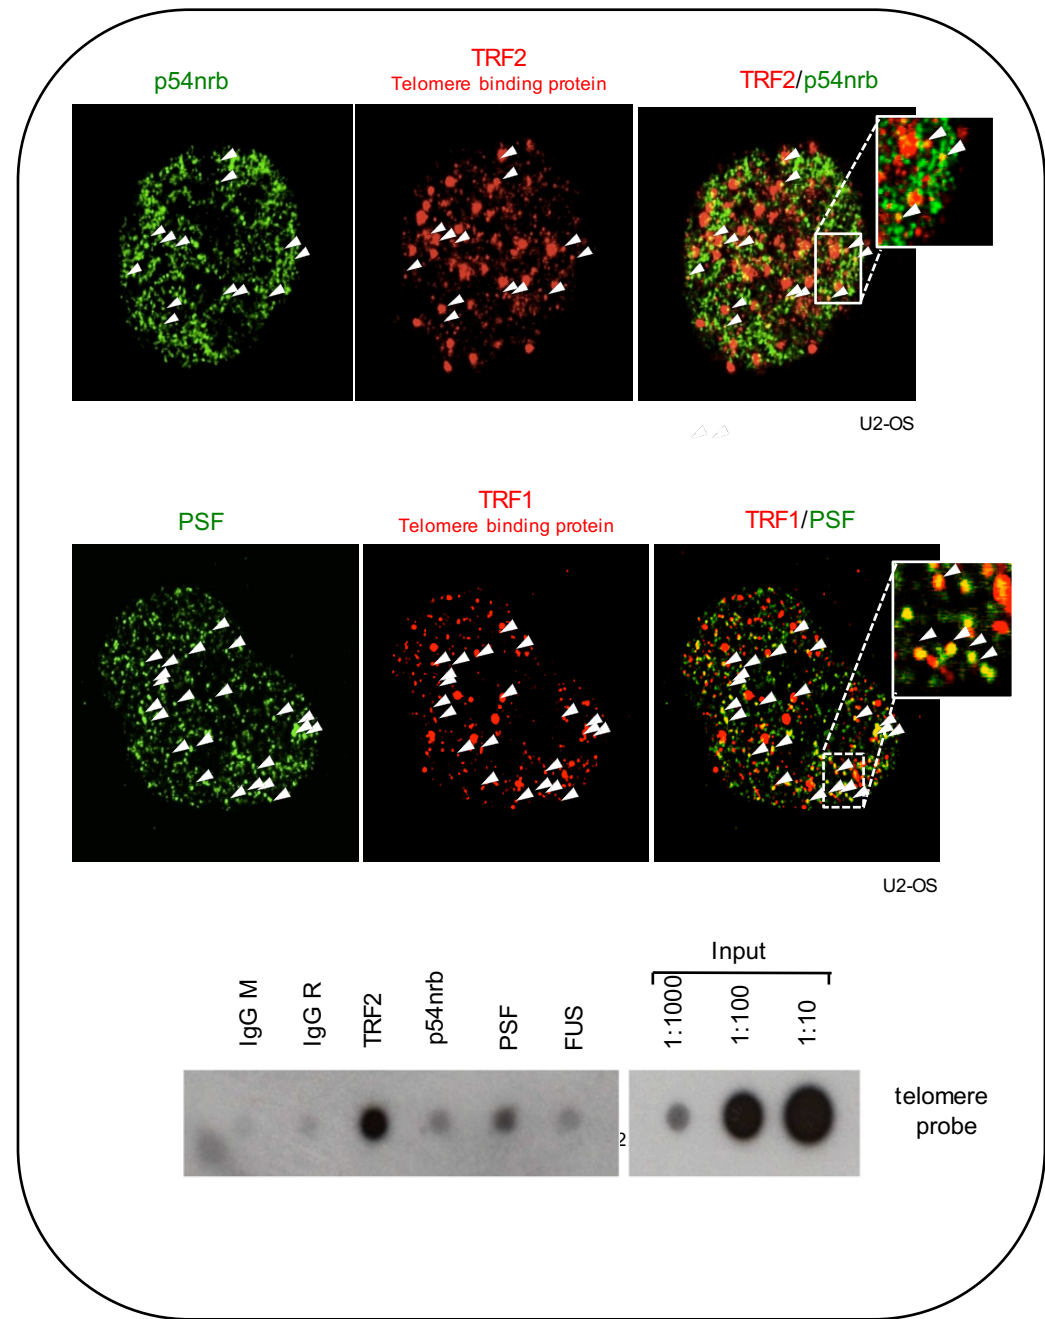 p54nrb
TRF2
Telomere binding protein
TRF2/p54nrb
U2-OS
PSF
TRF1
Telomere binding protein
TRF1/PSF
U2-OS
Input
IgG M
IgG R
TRF2
p54nrb
PSF
FUS
1:1000
1:100
1:10
telomere
probe
2